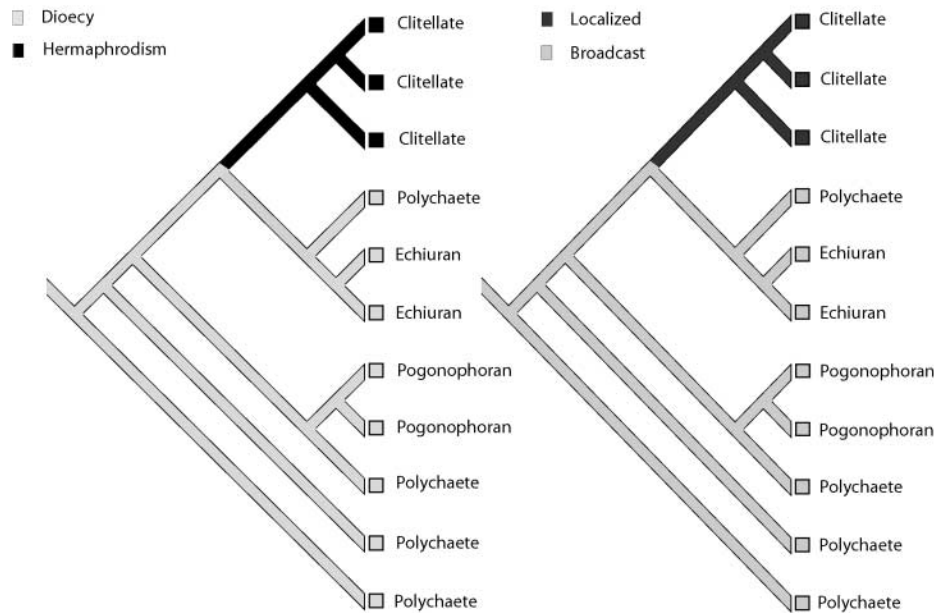 Dioecy
Hermaphrodism
Clitellate
Clitellate
Clitellate
Polychaete
Echiuran
Echiuran
Pogonophoran
Pogonophoran
Polychaete
Polychaete
Polychaete
Localized
Broadcast
Clitellate
Clitellate
Clitellate
Polychaete
Echiuran
Echiuran
Pogonophoran
Pogonophoran
Polychaete
Polychaete
Polychaete